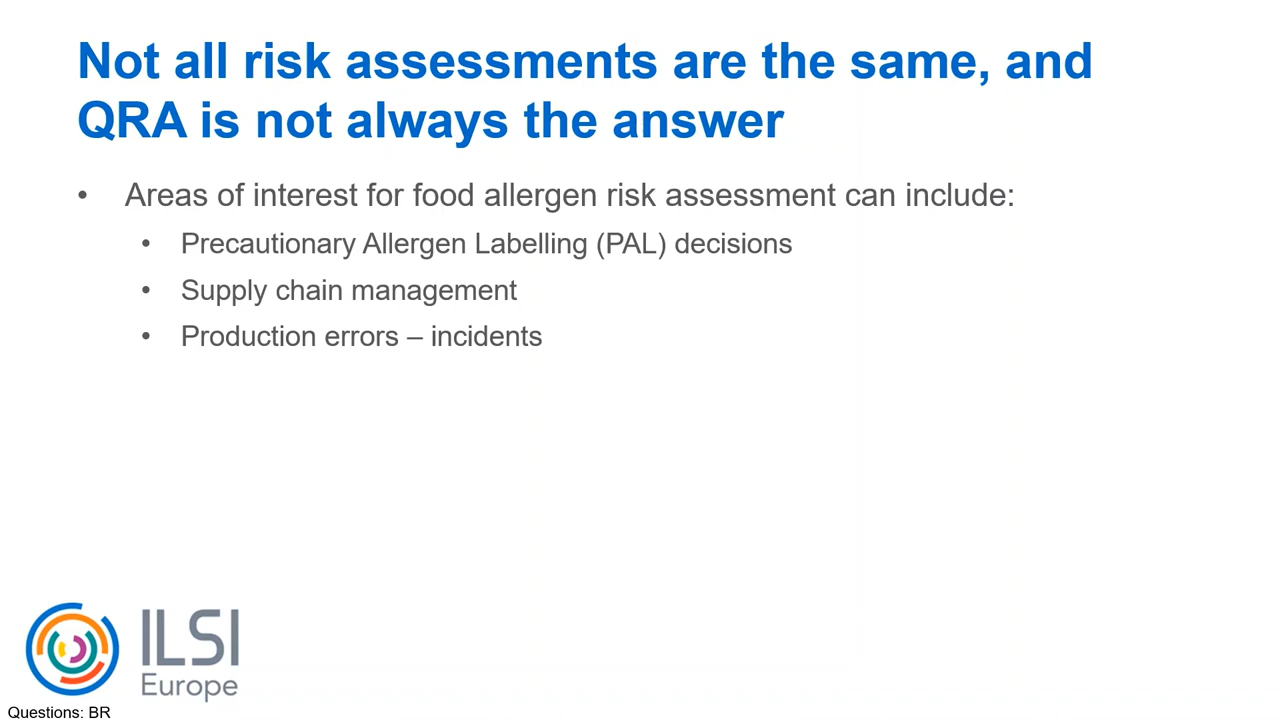 Not all risk assessments are the same, and
QRA is not always the answer
• Areas of interest for food allergen risk assessment can include:
• Precautionary Allergen Labelling (PAL) decisions
• Supply chain management
• Production errors – incidents
ILSI
Europe
Questions: BR